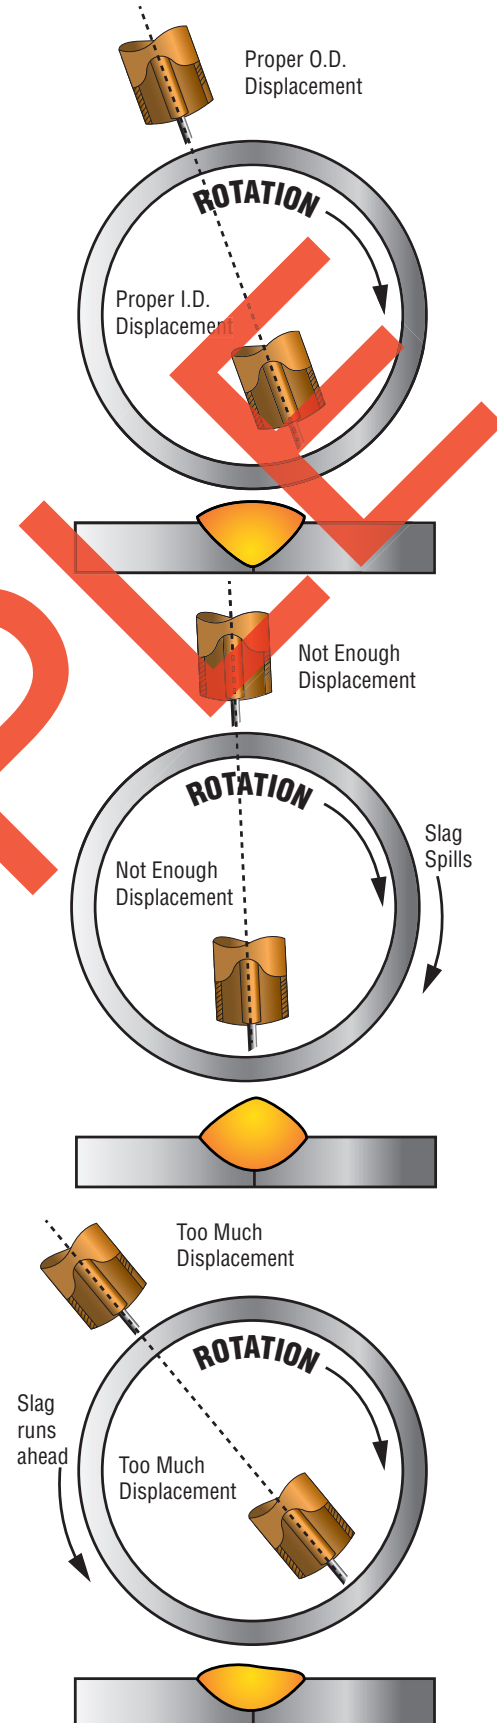 Proper O.D.
Displacement
ROTATION
Proper I.D.
Displacement
Not Enough
Displacement
ROTATION
Slag
Spills
Not Enough
Displacement
Too Much
Displacement
ROTATION
Slag
runs
ahead
Too Much
Displacement